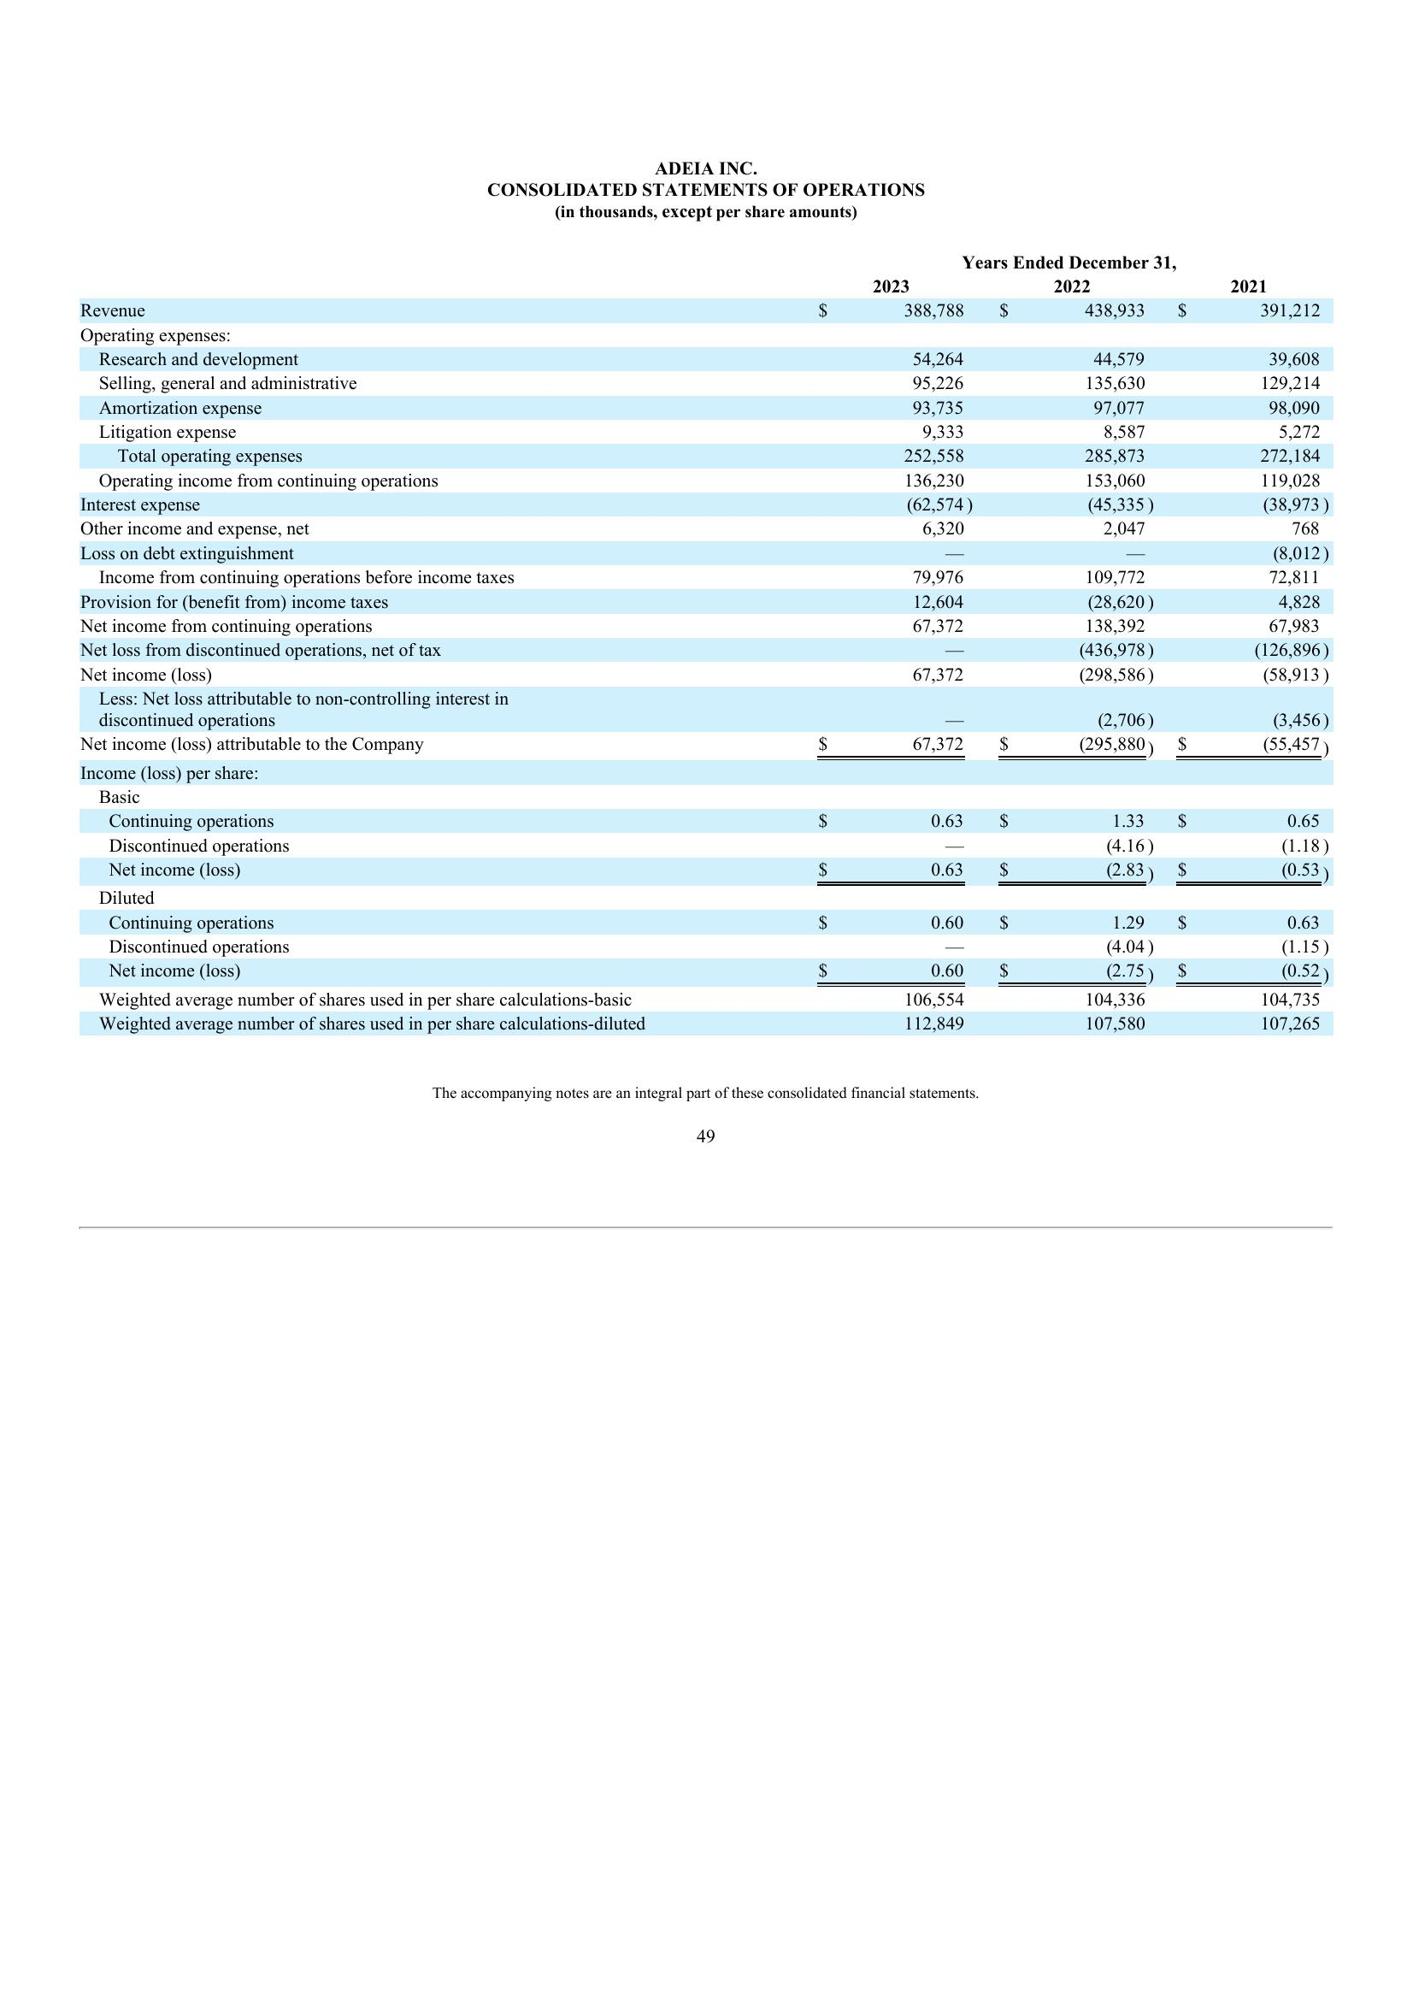 ADEIA INC.
CONSOLIDATED STATEMENTS OF OPERATIONS
(in thousands, except per share amounts)
Years Ended December 31,
2023 2022 2021
Revenue $ 388,788 $ 438,933 $ 391,212
Operating expenses:
Research and development 54,264 44,579 39,608
Selling, general and administrative 95,226 135,630 129,214
Amortization expense 93,735 97,077 98,090
Litigation expense 9,333 8,587 5,272
Total operating expenses 252,558 285,873 272,184
Operating income from continuing operations 136,230 153,060 119,028
Interest expense (62,574) (45,335) (38,973)
Other income and expense, net 6,320 2,047 768
Loss on debt extinguishment — — (8,012)
Income from continuing operations before income taxes 79,976 109,772 72,811
Provision for (benefit from) income taxes 12,604 (28,620) 4,828
Net income from continuing operations 67,372 138,392 67,983
Net loss from discontinued operations, net of tax — (436,978) (126,896)
Net income (loss) 67,372 (298,586) (58,913)
Less: Net loss attributable to non-controlling interest in
discontinued operations — (2,706) (3,456)
Net income (loss) attributable to the Company $ 67,372 $ (295,880) $ (55,457)
Income (loss) per share:
Basic
Continuing operations $ 0.63 $ 1.33 $ 0.65
Discontinued operations — (4.16) (1.18)
Net income (loss) $ 0.63 $ (2.83) $ (0.53)
Diluted
Continuing operations $ 0.60 $ 1.29 $ 0.63
Discontinued operations — (4.04) (1.15)
Net income (loss) $ 0.60 $ (2.75) $ (0.52)
Weighted average number of shares used in per share calculations-basic 106,554 104,336 104,735
Weighted average number of shares used in per share calculations-diluted 112,849 107,580 107,265
The accompanying notes are an integral part of these consolidated financial statements.
49